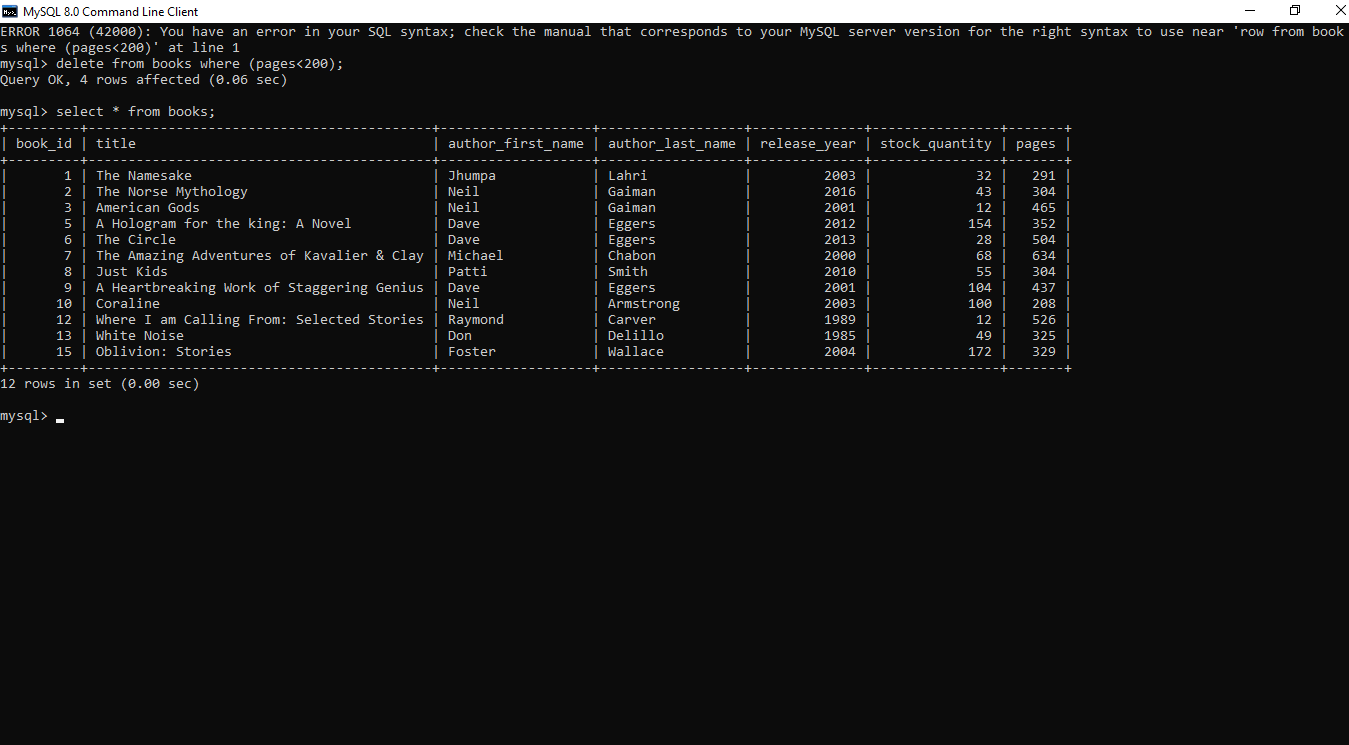 MySQL 8.0 Command Line Client
ERROR 1064 (42000): You have an error in your SQL syntax; check the manual that corresponds to your MySQL server version for the right syntax to use near 'row from book
s where (pages<200)' at line 1
mysql> delete from books where (pages<200);
Query OK, 4 rows affected (0.06 sec)
mysql> select * from books;
+---------+-------------------------------------------+-------------------+------------------+--------------+----------------+-------+
| book_id | title                                     | author_first_name | author_last_name | release_year | stock_quantity | pages |
+---------+-------------------------------------------+-------------------+------------------+--------------+----------------+-------+
|       1 | The Namesake                              | Jhumpa            | Lahri            |         2003 |             32 |   291 |
|       2 | The Norse Mythology                       | Neil              | Gaiman           |         2016 |             43 |   304 |
|       3 | American Gods                             | Neil              | Gaiman           |         2001 |             12 |   465 |
|       5 | A Hologram for the king: A Novel          | Dave              | Eggers           |         2012 |            154 |   352 |
|       6 | The Circle                                | Dave              | Eggers           |         2013 |             28 |   504 |
|       7 | The Amazing Adventures of Kavalier & Clay | Michael           | Chabon           |         2000 |             68 |   634 |
|       8 | Just Kids                                 | Patti             | Smith            |         2010 |             55 |   304 |
|       9 | A Heartbreaking Work of Staggering Genius | Dave              | Eggers           |         2001 |            104 |   437 |
|      10 | Coraline                                  | Neil              | Armstrong        |         2003 |            100 |   208 |
|      12 | Where I am Calling From: Selected Stories | Raymond           | Carver           |         1989 |             12 |   526 |
|      13 | White Noise                               | Don               | Delillo          |         1985 |             49 |   325 |
|      15 | Oblivion: Stories                         | Foster            | Wallace          |         2004 |            172 |   329 |
+---------+-------------------------------------------+-------------------+------------------+--------------+----------------+-------+
12 rows in set (0.00 sec)
mysql> _